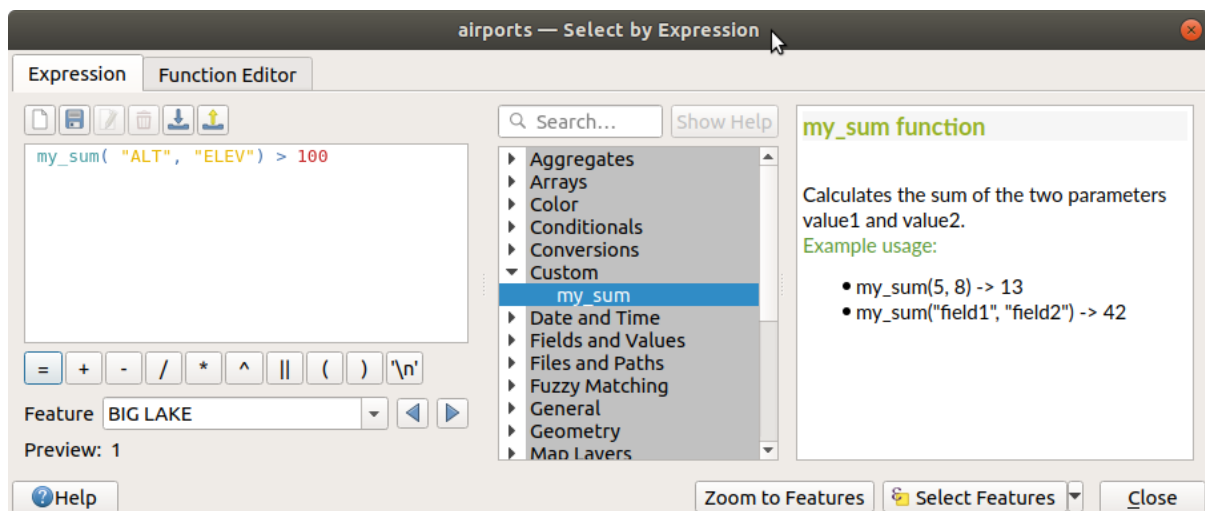 airports — Select by Expression
Expression
Function Editor
my_sum( "ALT", "ELEV") > 100
= + - / * ^ || ( ) '\n'
Feature BIG LAKE
Preview: 1
Search...
Show Help
Aggregates
Arrays
Color
Conditionals
Conversions
Custom
my_sum
Date and Time
Fields and Values
Files and Paths
Fuzzy Matching
General
Geometry
Map Layers
my_sum function
Calculates the sum of the two parameters
value1 and value2.
Example usage:
• my_sum(5, 8) -> 13
• my_sum("field1", "field2") -> 42
Help
Zoom to Features
Select Features
Close